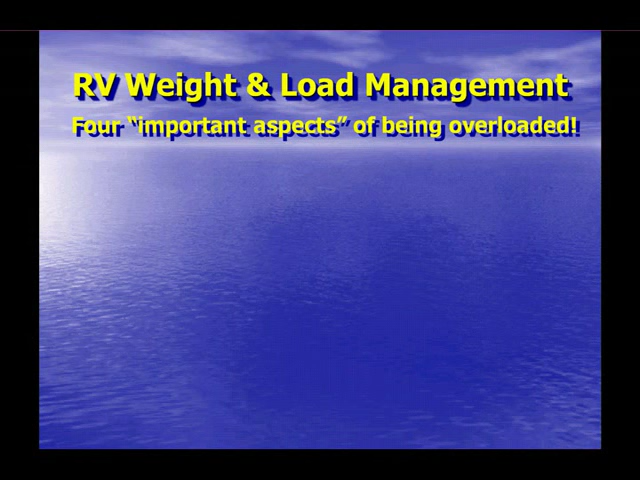 RV Weight & Load Management
Four “important aspects” of being overloaded!